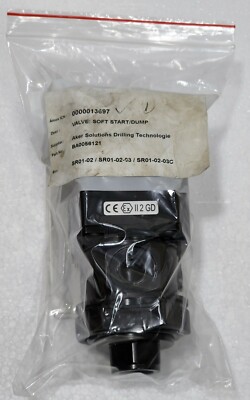 0000013697
VALVE: SOFT START/DUMP
Aker Solutions Drilling Technologie
BA0056121
SR01-02 / SR01-02-03 / SR01-02-03C
CE Ex II 2 GD